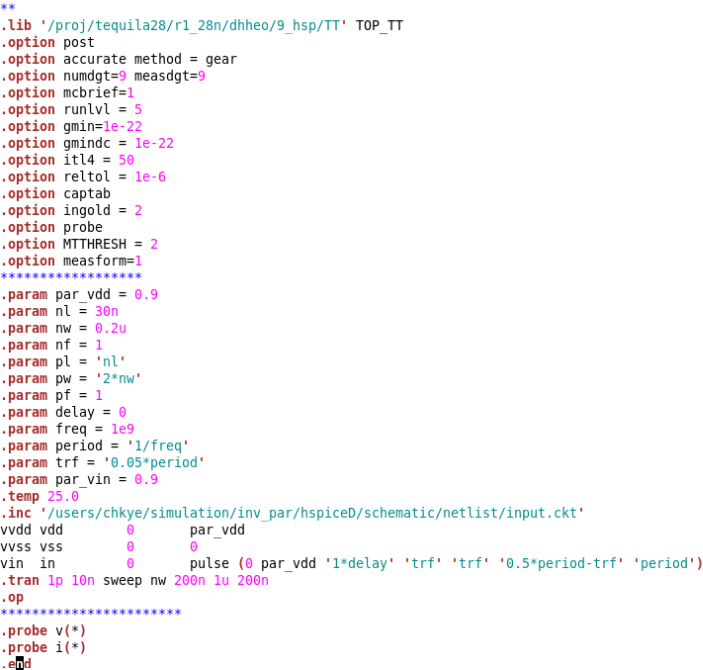 **
.lib '/proj/tequila28/r1_28n/dhheo/9_hsp/TT' TOP_TT
.option post
.option accurate method = gear
.option numdgt=9 measdgt=9
.option mcbrief=1
.option runlvl = 5
.option gmin=1e-22
.option gmindc = 1e-22
.option itl4 = 50
.option reltol = 1e-6
.option captab
.option ingold = 2
.option probe
.option MTTHRESH = 2
.option measform=1
******************
.param par_vdd = 0.9
.param nl = 30n
.param nw = 0.2u
.param nf = 1
.param pl = 'nl'
.param pw = '2*nw'
.param pf = 1
.param delay = 0
.param freq = 1e9
.param period = '1/freq'
.param trf = '0.05*period'
.param par_vin = 0.9
.temp 25.0
.inc '/users/chkye/simulation/inv_par/hspiceD/schematic/netlist/input.ckt'
vvdd vdd 0 par_vdd
vvss vss 0 0
vin in 0 pulse (0 par_vdd '1*delay' 'trf' 'trf' '0.5*period-trf' 'period')
.tran 1p 10n sweep nw 200n 1u 200n
.op
***********************
.probe v(*)
.probe i(*)
.end